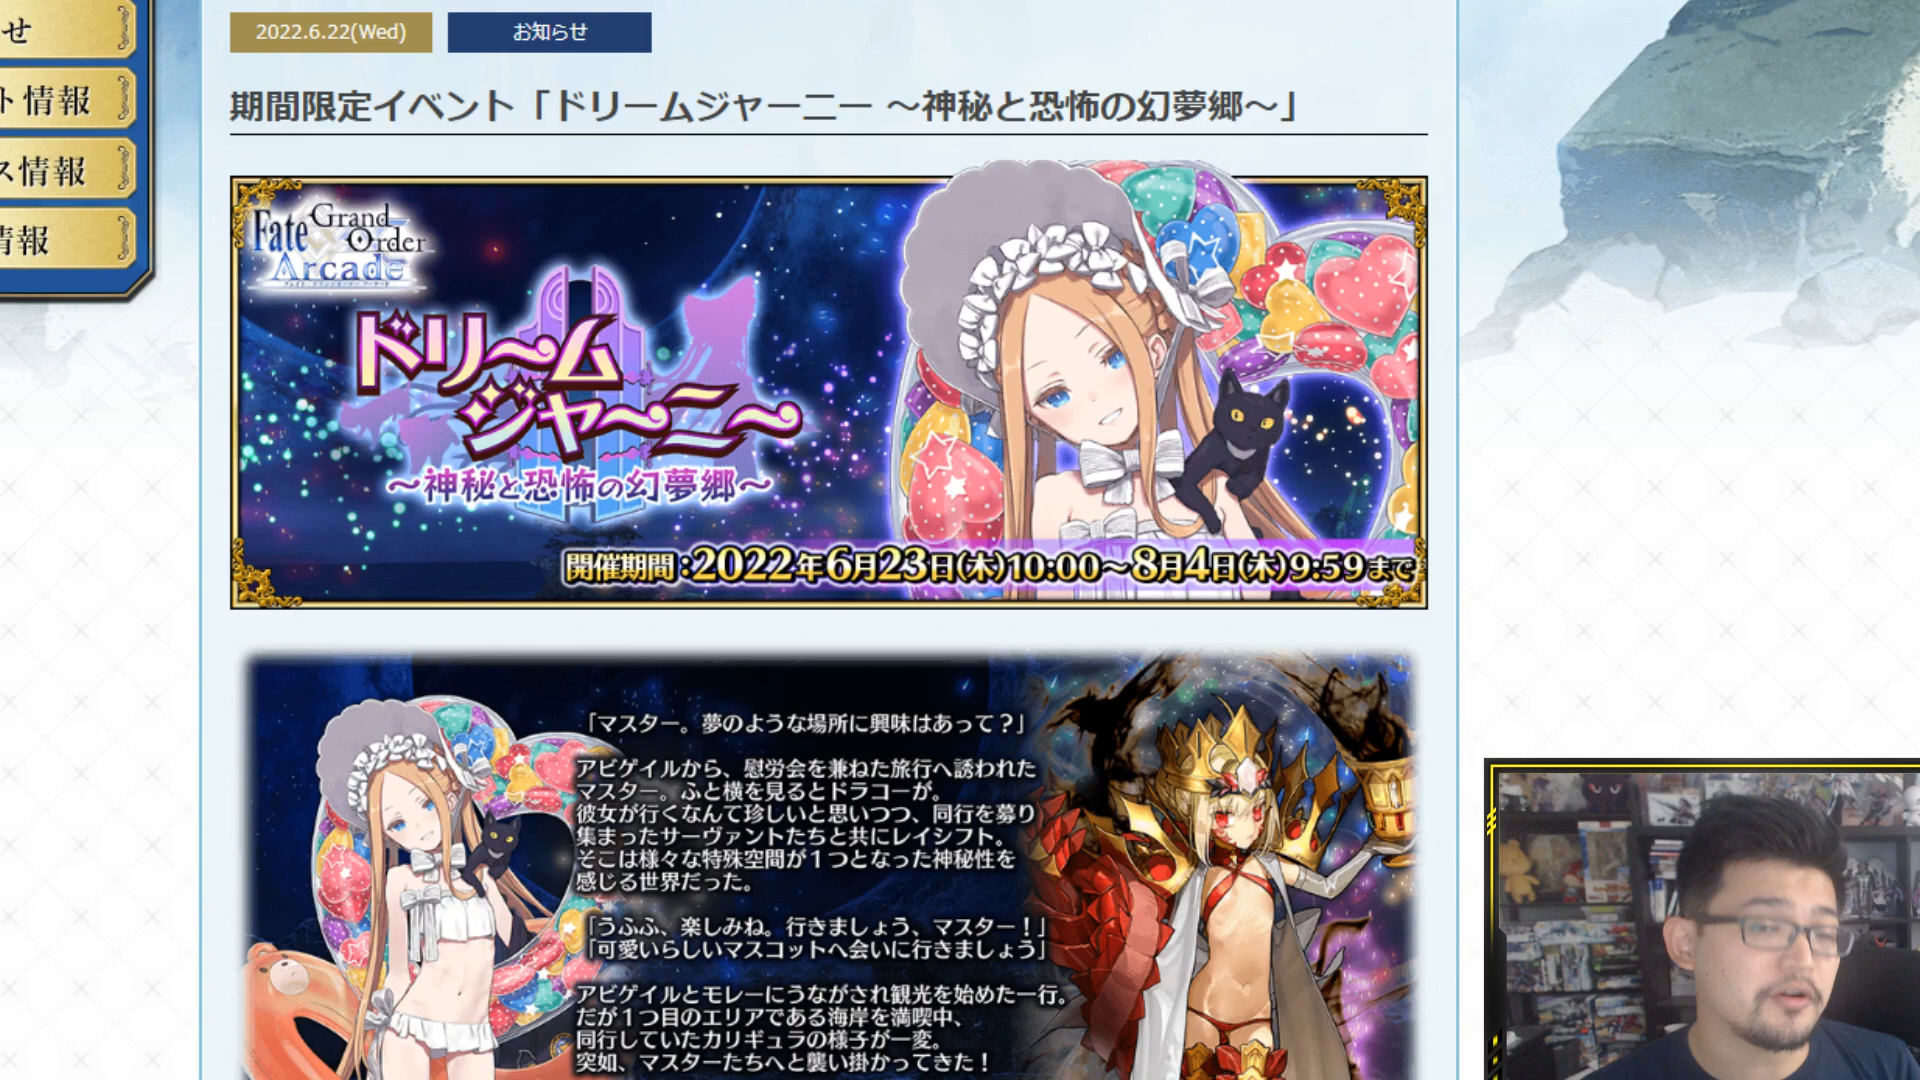 せ
ト情報
ス情報
情報
2022.6.22(Wed)
お知らせ
期間限定イベント「ドリームジャーニー ～神秘と恐怖の幻夢郷～」
Fate Grand Order
Arcade
ドリーム
ジャーニー
～神秘と恐怖の幻夢郷～
開催期間:2022年6月23日(木)10:00～8月4日(木)9:59まで
「マスター。夢のような場所に興味はあって？」
アビゲイルから、慰労会を兼ねた旅行へ誘われた
マスター。ふと横を見るとドラコーが。
彼女が行くなんて珍しいと思いつつ、同行を募り
集まったサーヴァントたちと共にレイシフト。
そこは様々な特殊空間が１つとなった神秘性を
感じる世界だった。
「うふふ、楽しみね。行きましょう、マスター！」
「可愛いらしいマスコットへ会いに行きましょう」
アビゲイルとモレーにうながされ観光を始めた一行。
だが１つ目のエリアである海岸を満喫中、
同行していたカリギュラの様子が一変。
突如、マスターたちへと襲い掛かってきた！